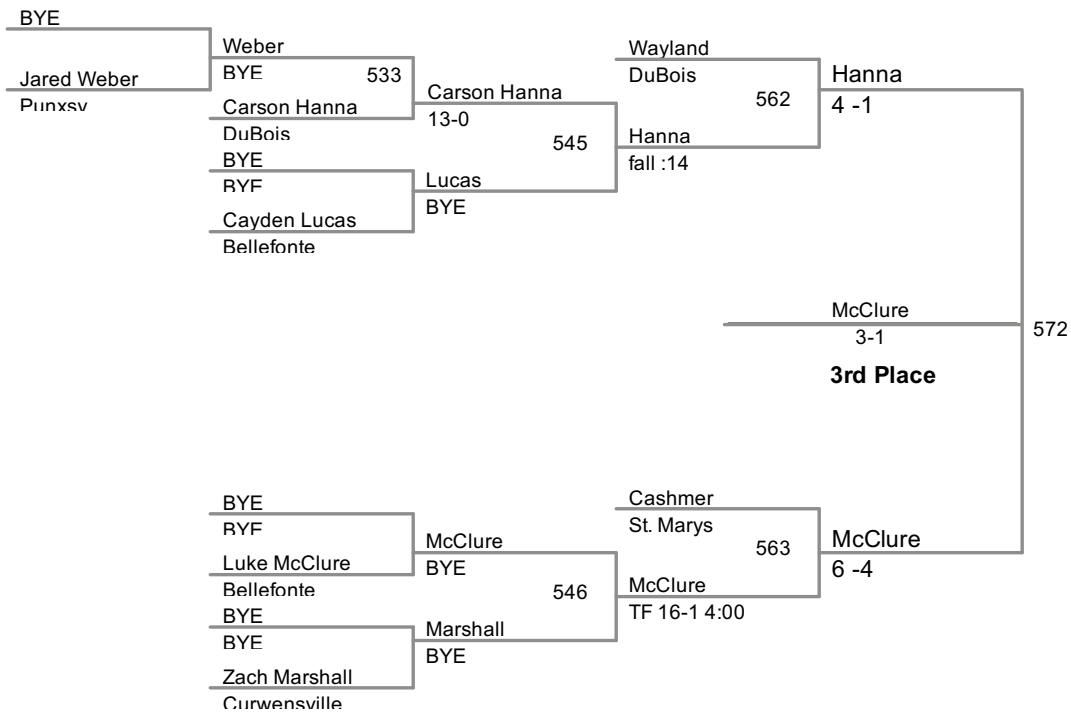 BYE
Jared Weber
Punxsy
Weber
BYE
533
Carson Hanna
DuBois
BYE
BYE
Cayden Lucas
Bellefonte
Carson Hanna
13-0
545
Lucas
BYE
Wayland
DuBois
562
Hanna
fall :14
Hanna
4 -1
McClure
3-1
3rd Place
572
BYE
BYE
Luke McClure
Bellefonte
BYE
BYE
Zach Marshall
Curwensville
McClure
BYE
546
Marshall
BYE
Cashmer
St. Marys
563
McClure
TF 16-1 4:00
McClure
6 -4